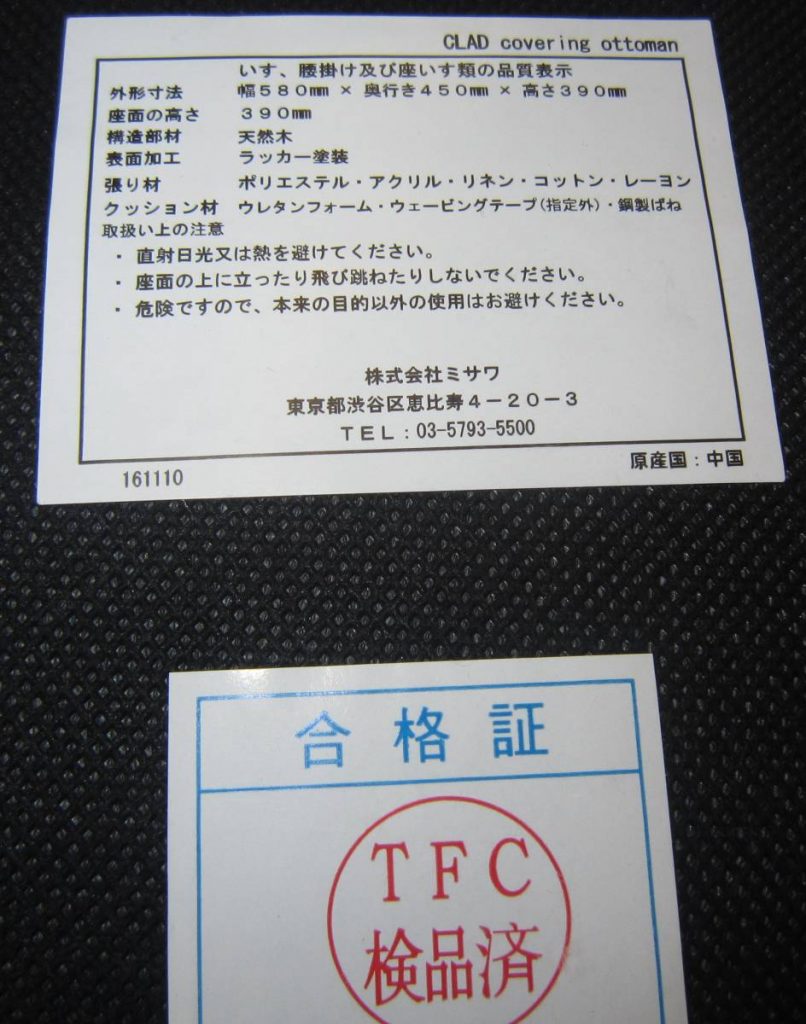 CLAD covering ottoman
いす、腰掛け及び座いす類の品質表示
外形寸法 幅５８０㎜ × 奥行き４５０㎜ × 高さ３９０㎜
座面の高さ ３９０㎜
構造部材 天然木
表面加工 ラッカー塗装
張り材 ポリエステル・アクリル・リネン・コットン・レーヨン
クッション材 ウレタンフォーム・ウェービングテープ(指定外)・鋼製ばね
取扱い上の注意
・ 直射日光又は熱を避けてください。
・ 座面の上に立ったり飛び跳ねたりしないでください。
・ 危険ですので、本来の目的以外の使用はお避けください。
株式会社ミサワ
東京都渋谷区恵比寿４－２０－３
ＴＥＬ：03-5793-5500
161110 原産国：中国
合格証
ＴＦＣ
検品済